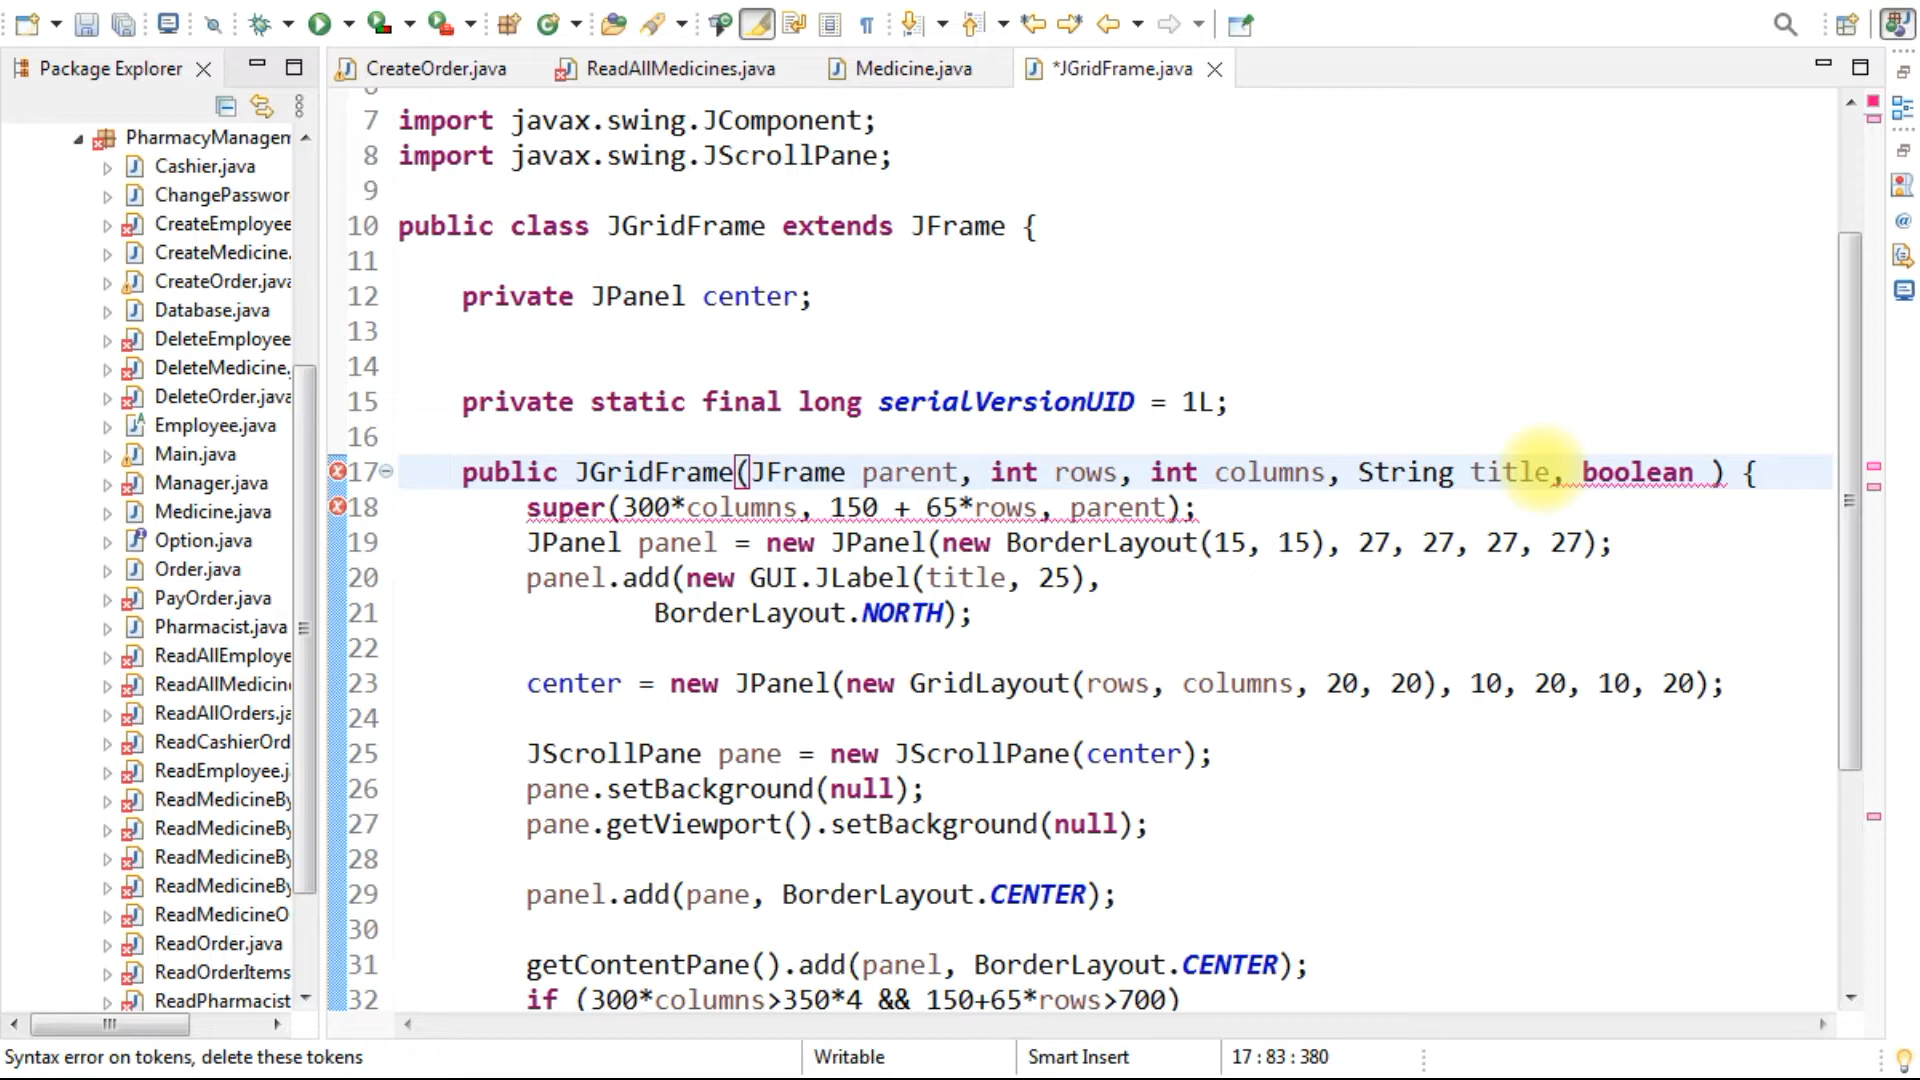 Package Explorer
CreateOrder.java
ReadAllMedicines.java
Medicine.java
*JGridFrame.java
PharmacyManagem
Cashier.java
ChangePasswor
CreateEmployee
CreateMedicine.
CreateOrder.java
Database.java
DeleteEmployee
DeleteMedicine.
DeleteOrder.java
Employee.java
Main.java
Manager.java
Medicine.java
Option.java
Order.java
PayOrder.java
Pharmacist.java
ReadAllEmploye
ReadAllMedicin
ReadAllOrders.ja
ReadCashierOrd
ReadEmployee.j
ReadMedicineBy
ReadMedicineBy
ReadMedicineBy
ReadMedicineBy
ReadMedicineO
ReadOrder.java
ReadOrderItems
ReadPharmacist
7 import javax.swing.JComponent;
8 import javax.swing.JScrollPane;
9
10 public class JGridFrame extends JFrame {
11
12 private JPanel center;
13
14
15 private static final long serialVersionUID = 1L;
16
17 public JGridFrame(JFrame parent, int rows, int columns, String title, boolean ) {
18 super(300*columns, 150 + 65*rows, parent);
19 JPanel panel = new JPanel(new BorderLayout(15, 15), 27, 27, 27, 27);
20 panel.add(new GUI.JLabel(title, 25),
21 BorderLayout.NORTH);
22
23 center = new JPanel(new GridLayout(rows, columns, 20, 20), 10, 20, 10, 20);
24
25 JScrollPane pane = new JScrollPane(center);
26 pane.setBackground(null);
27 pane.getViewport().setBackground(null);
28
29 panel.add(pane, BorderLayout.CENTER);
30
31 getContentPane().add(panel, BorderLayout.CENTER);
32 if (300*columns>350*4 && 150+65*rows>700)
Syntax error on tokens, delete these tokens
Writable
Smart Insert
17 : 83 : 380